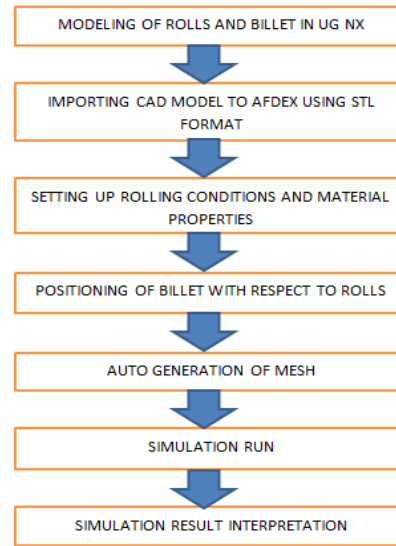 MODELING OF ROLLS AND BILLET IN UG NX
IMPORTING CAD MODEL TO AFDEX USING STL
FORMAT
SETTING UP ROLLING CONDITIONS AND MATERIAL
PROPERTIES
POSITIONING OF BILLET WITH RESPECT TO ROLLS
AUTO GENERATION OF MESH
SIMULATION RUN
SIMULATION RESULT INTERPRETATION